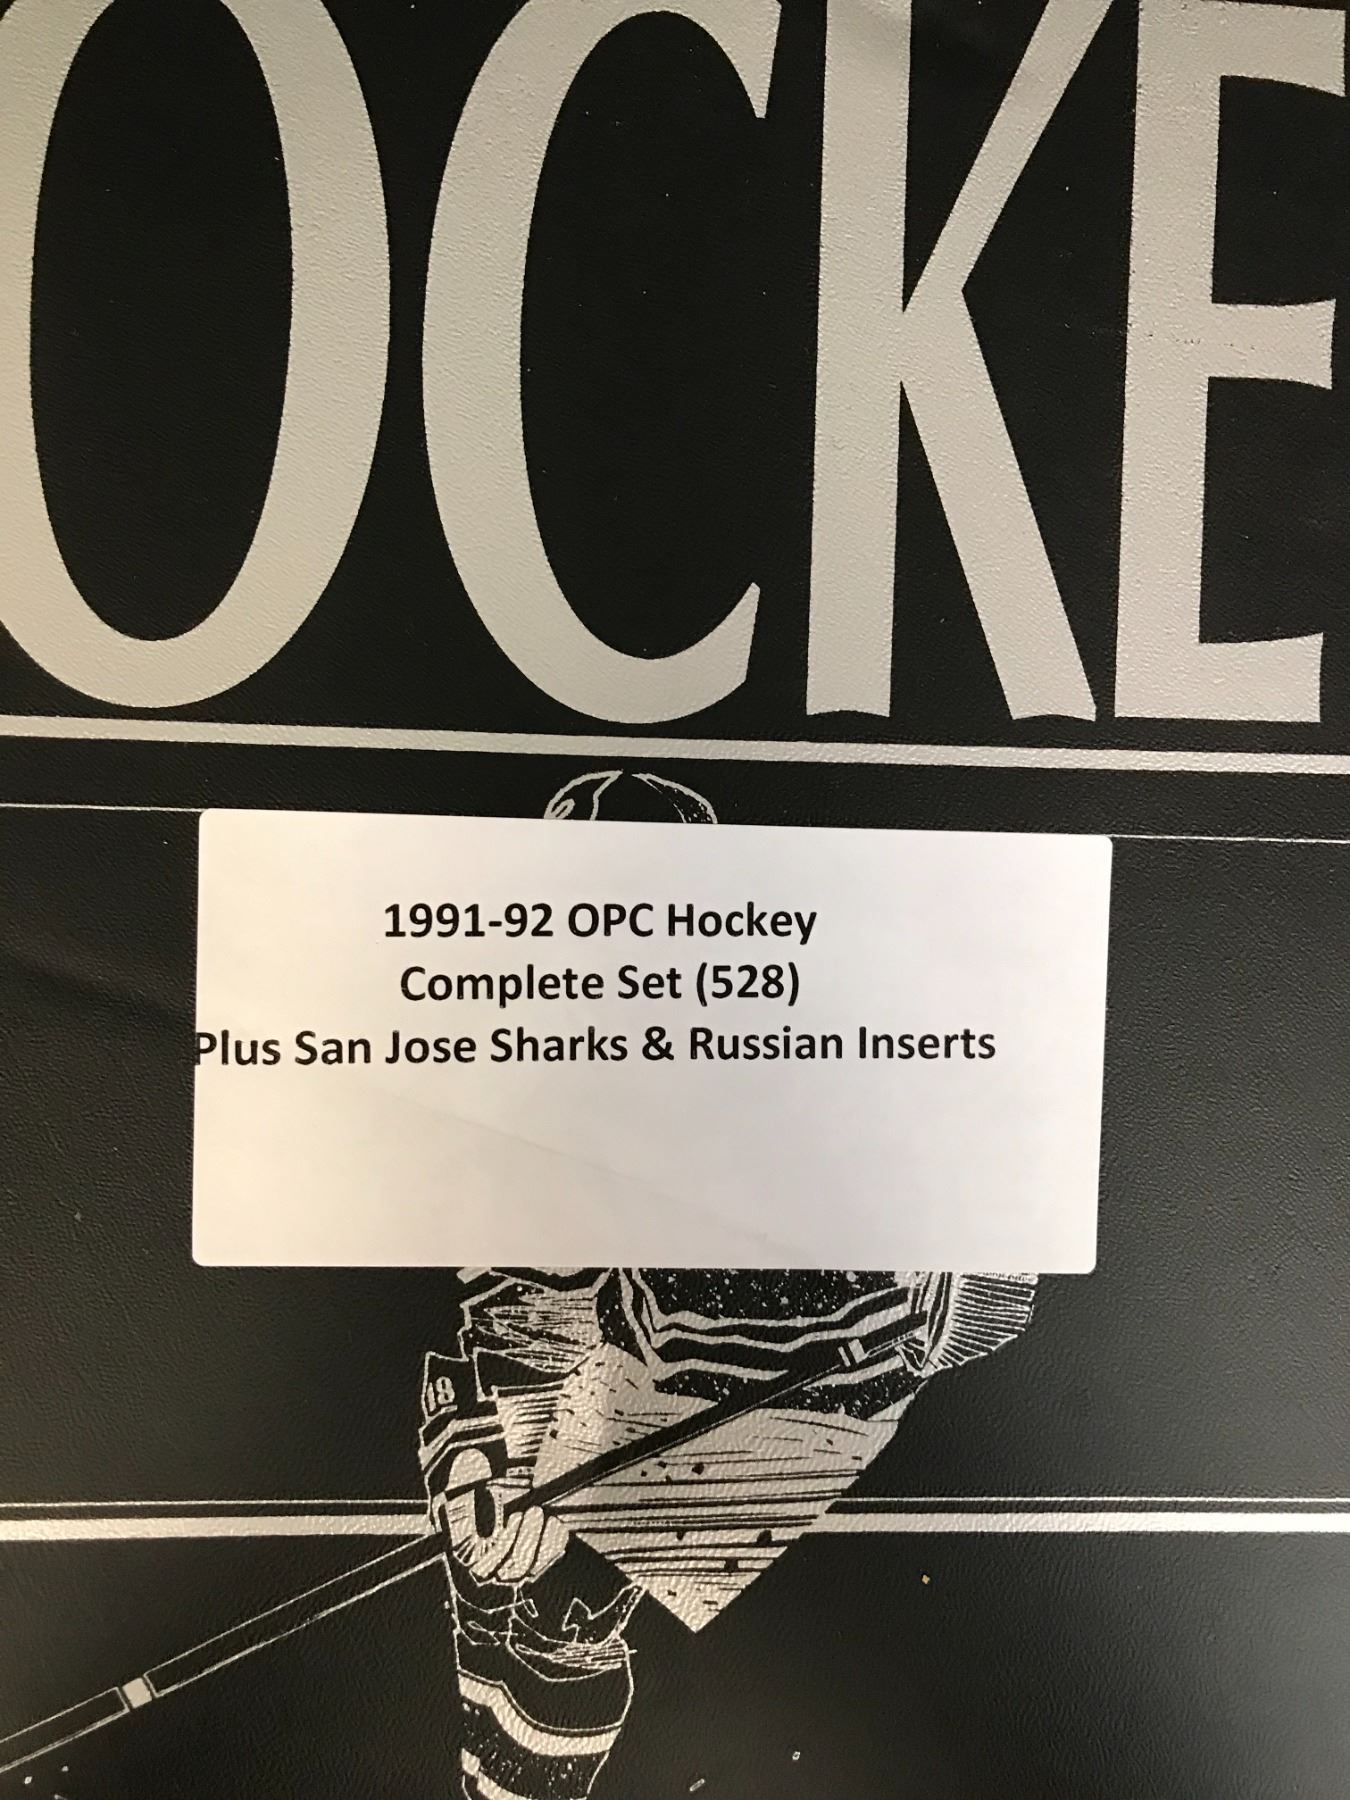 OCKE
1991-92 OPC Hockey
Complete Set (528)
Plus San Jose Sharks & Russian Inserts
18